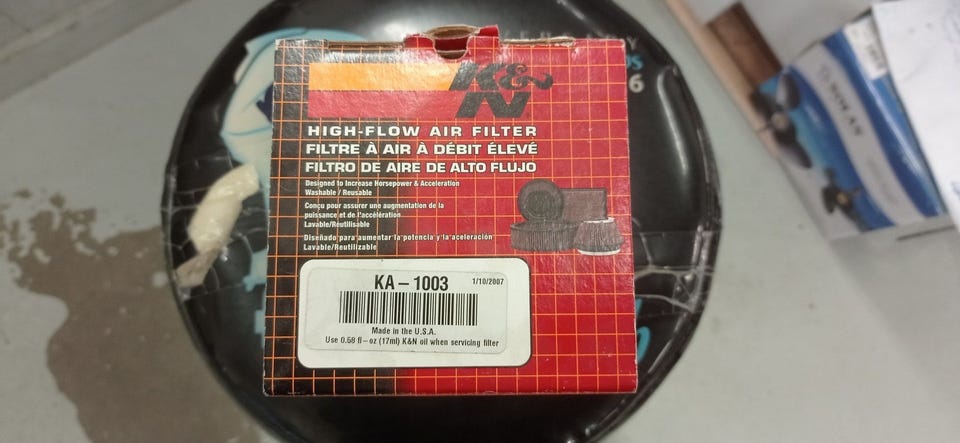 K&N
HIGH-FLOW AIR FILTER
FILTRE À AIR À DÉBIT ÉLEVÉ
FILTRO DE AIRE DE ALTO FLUJO
Designed to Increase Horsepower & Acceleration
Washable / Reusable
Conçu pour assurer une augmentation de la
puissance et de l'accélération
Lavable/Reutilisable
Diseñado para aumentar la potencia y la aceleración
Lavable/Reutilizable
KA-1003 1/10/2007
Made in the U.S.A.
Use 0.58 fl-oz (17ml) K&N oil when servicing filter
6